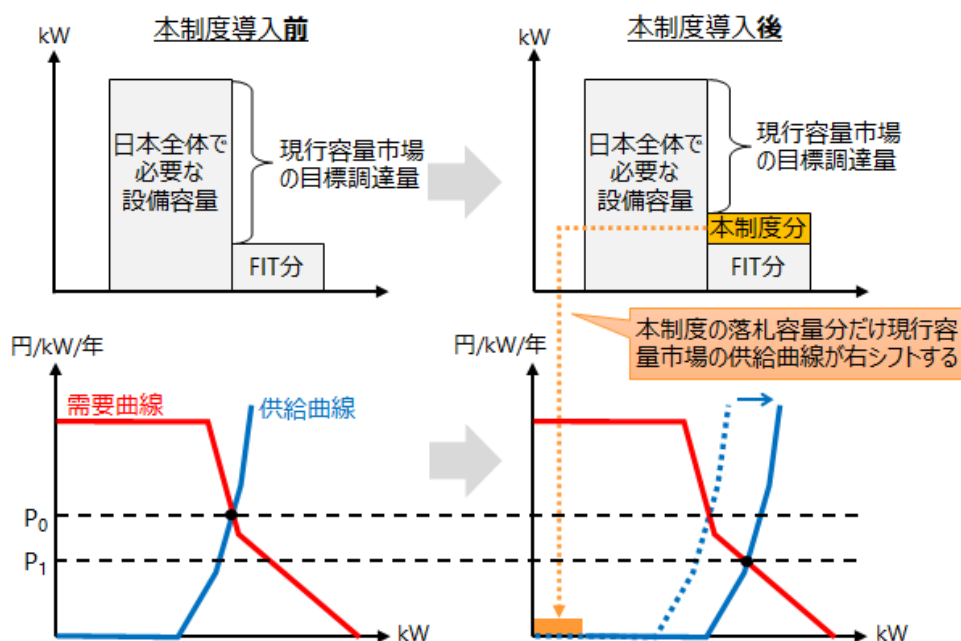 本制度導入前
kW
日本全体で
必要な
設備容量
現行容量市場
の目標調達量
FIT分
本制度導入後
kW
日本全体で
必要な
設備容量
現行容量市場
の目標調達量
本制度分
FIT分
本制度の落札容量分だけ現行容
量市場の供給曲線が右シフトする
円/kW/年
需要曲線
供給曲線
P0
P1
kW
円/kW/年
kW